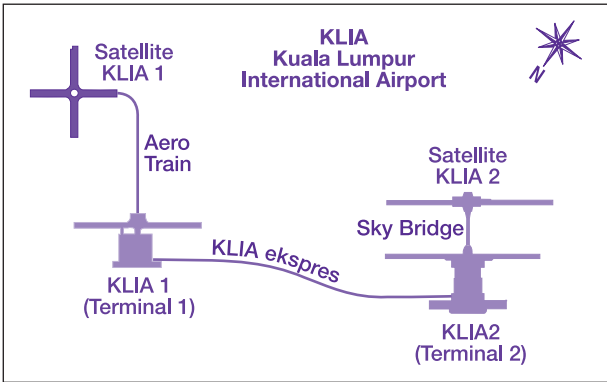 KLIA
Kuala Lumpur
International Airport
N
Satellite
KLIA 1
Aero
Train
Satellite
KLIA 2
Sky Bridge
KLIA ekspres
KLIA 1
(Terminal 1)
KLIA2
(Terminal 2)